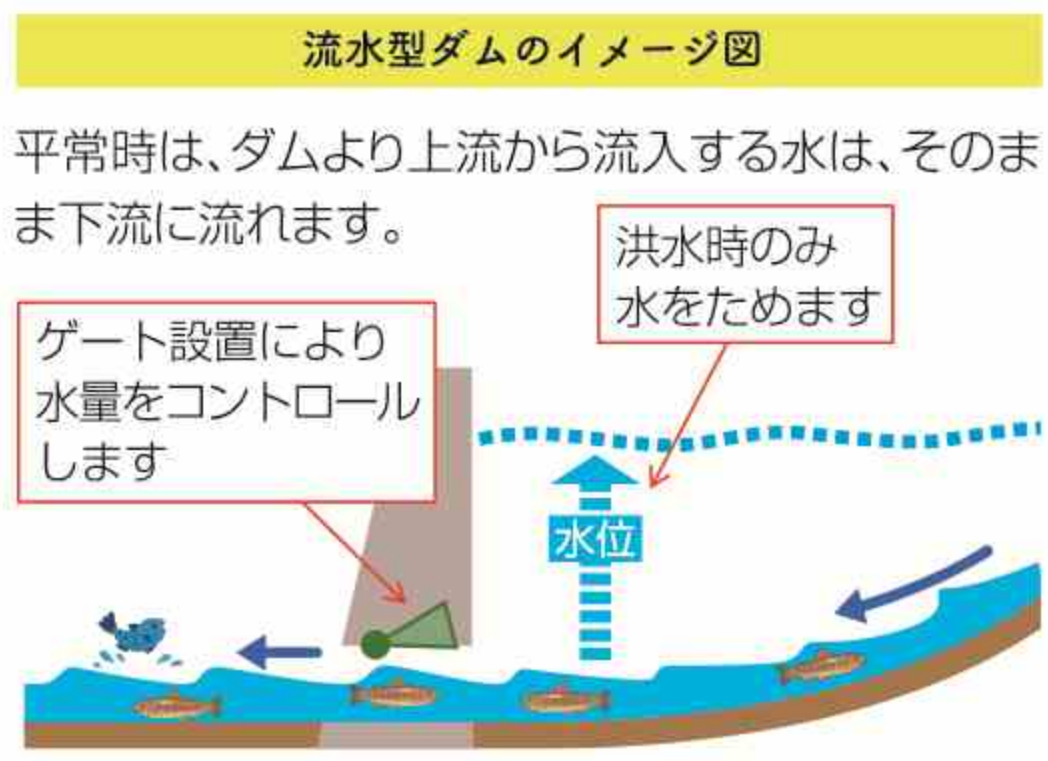 流水型ダムのイメージ図
平常時は、ダムより上流から流入する水は、そのま
ま下流に流れます。
洪水時のみ
水をためます
ゲート設置により
水量をコントロール
します
水位